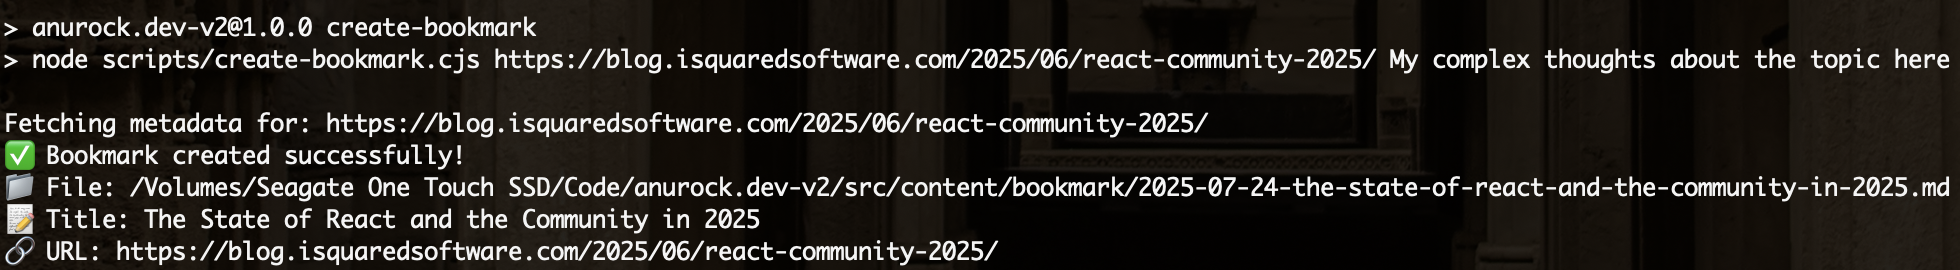 > anurock.dev-v2@1.0.0 create-bookmark
> node scripts/create-bookmark.cjs https://blog.isquaredsoftware.com/2025/06/react-community-2025/ My complex thoughts about the topic here
Fetching metadata for: https://blog.isquaredsoftware.com/2025/06/react-community-2025/
✅ Bookmark created successfully!
📁 File: /Volumes/Seagate One Touch SSD/Code/anurock.dev-v2/src/content/bookmark/2025-07-24-the-state-of-react-and-the-community-in-2025.md
📝 Title: The State of React and the Community in 2025
🔗 URL: https://blog.isquaredsoftware.com/2025/06/react-community-2025/